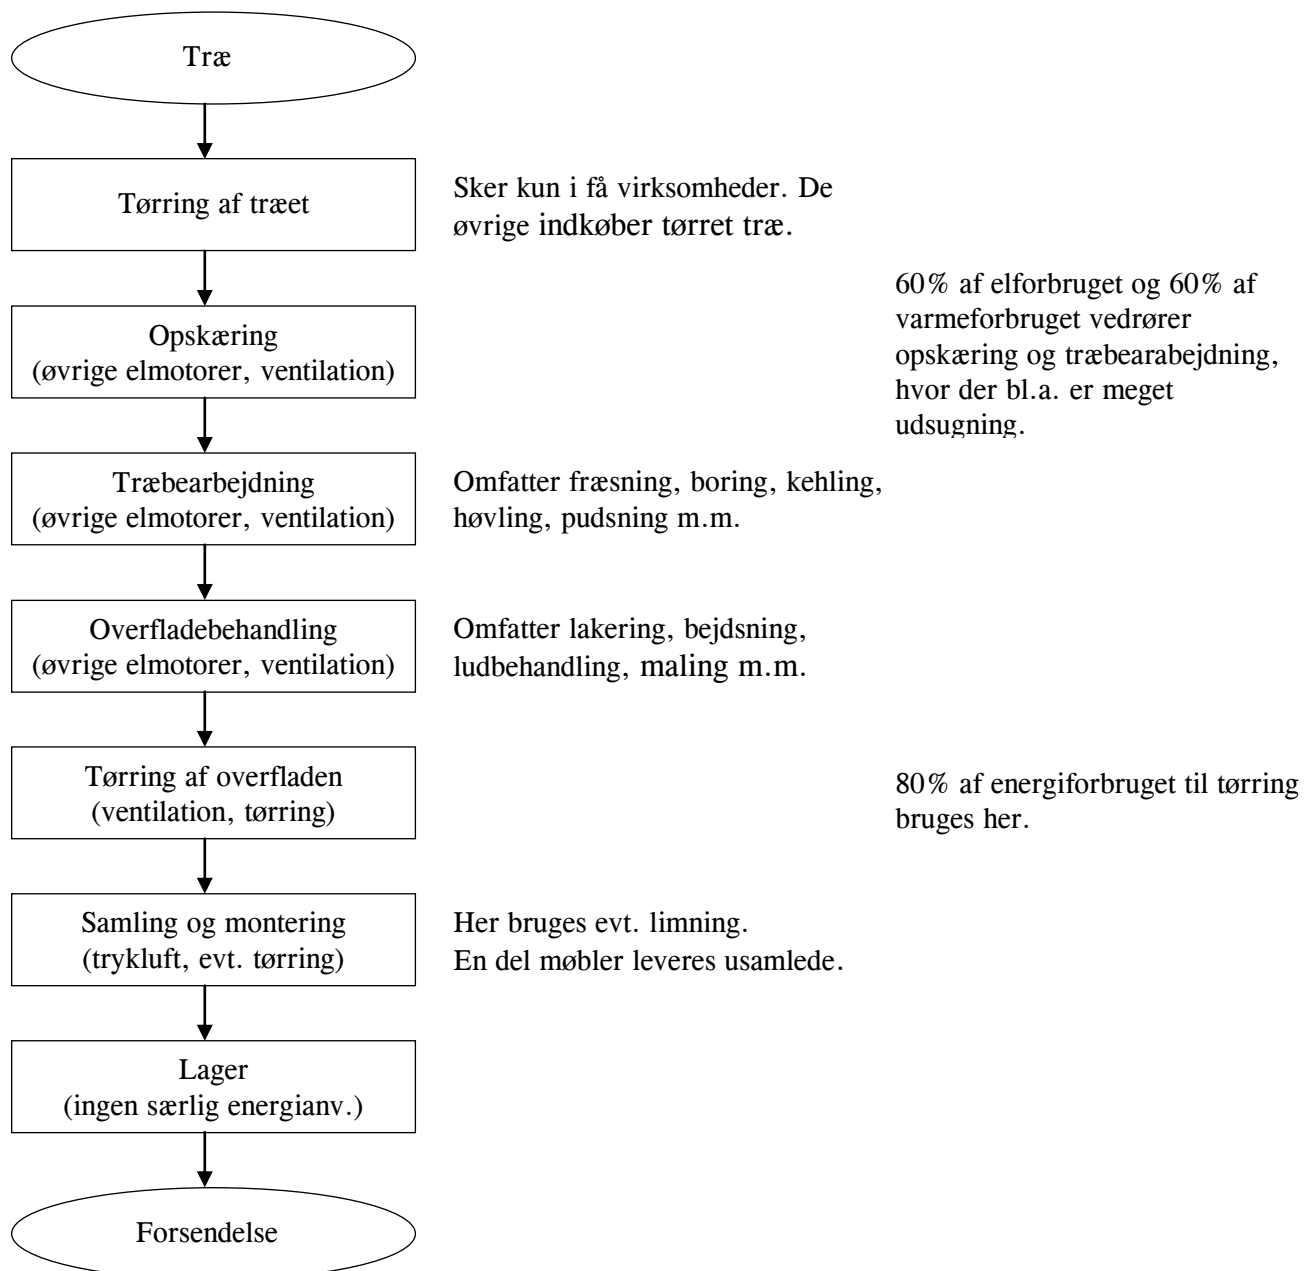 Træ
Tørring af træet
Sker kun i få virksomheder. De
øvrige indkøber tørret træ.
60% af elforbruget og 60% af
varmeforbruget vedrører
opskæring og træbearabejdning,
hvor der bl.a. er meget
udsugning.
Opskæring
(øvrige elmotorer, ventilation)
Træbearbejdning
(øvrige elmotorer, ventilation)
Omfatter fræsning, boring, kehling,
høvling, pudsning m.m.
Overfladebehandling
(øvrige elmotorer, ventilation)
Omfatter lakering, bejdsning,
ludbehandling, maling m.m.
Tørring af overfladen
(ventilation, tørring)
80% af energiforbruget til tørring
bruges her.
Samling og montering
(trykluft, evt. tørring)
Her bruges evt. limning.
En del møbler leveres usamlede.
Lager
(ingen særlig energianv.)
Forsendelse